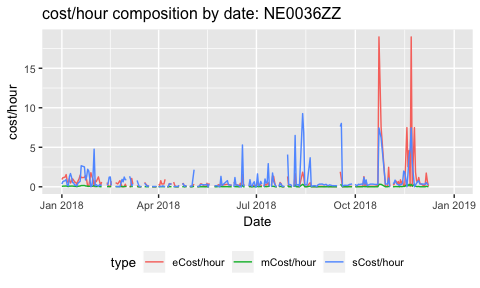 cost/hour composition by date: NE0036ZZ
cost/hour
15
10
5
0
Jan 2018 Apr 2018 Jul 2018 Oct 2018 Jan 2019
Date
type eCost/hour mCost/hour sCost/hour